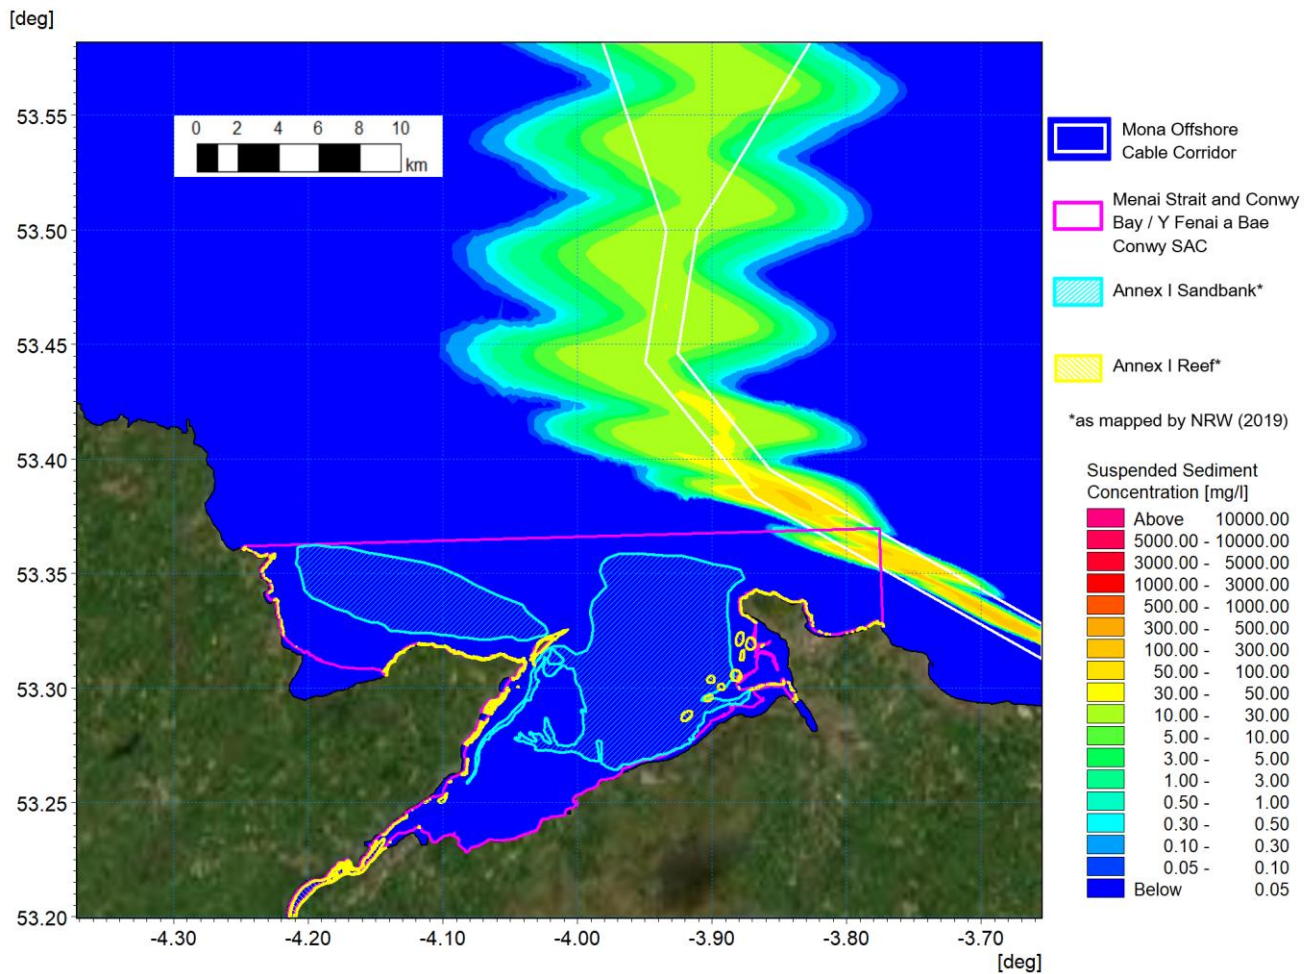 [deg]
53.55
53.50
53.45
53.40
53.35
53.30
53.25
53.20
0 2 4 6 8 10
km
-4.30 -4.20 -4.10 -4.00 -3.90 -3.80 -3.70
[deg]
Mona Offshore
Cable Corridor
Menai Strait and Conwy
Bay / Y Fenai a Bae
Conwy SAC
Annex I Sandbank*
Annex I Reef*
*as mapped by NRW (2019)
Suspended Sediment
Concentration [mg/l]
Above 10000.00
5000.00 - 10000.00
3000.00 - 5000.00
1000.00 - 3000.00
500.00 - 1000.00
300.00 - 500.00
100.00 - 300.00
50.00 - 100.00
30.00 - 50.00
10.00 - 30.00
5.00 - 10.00
3.00 - 5.00
1.00 - 3.00
0.50 - 1.00
0.30 - 0.50
0.10 - 0.30
0.05 - 0.10
Below 0.05